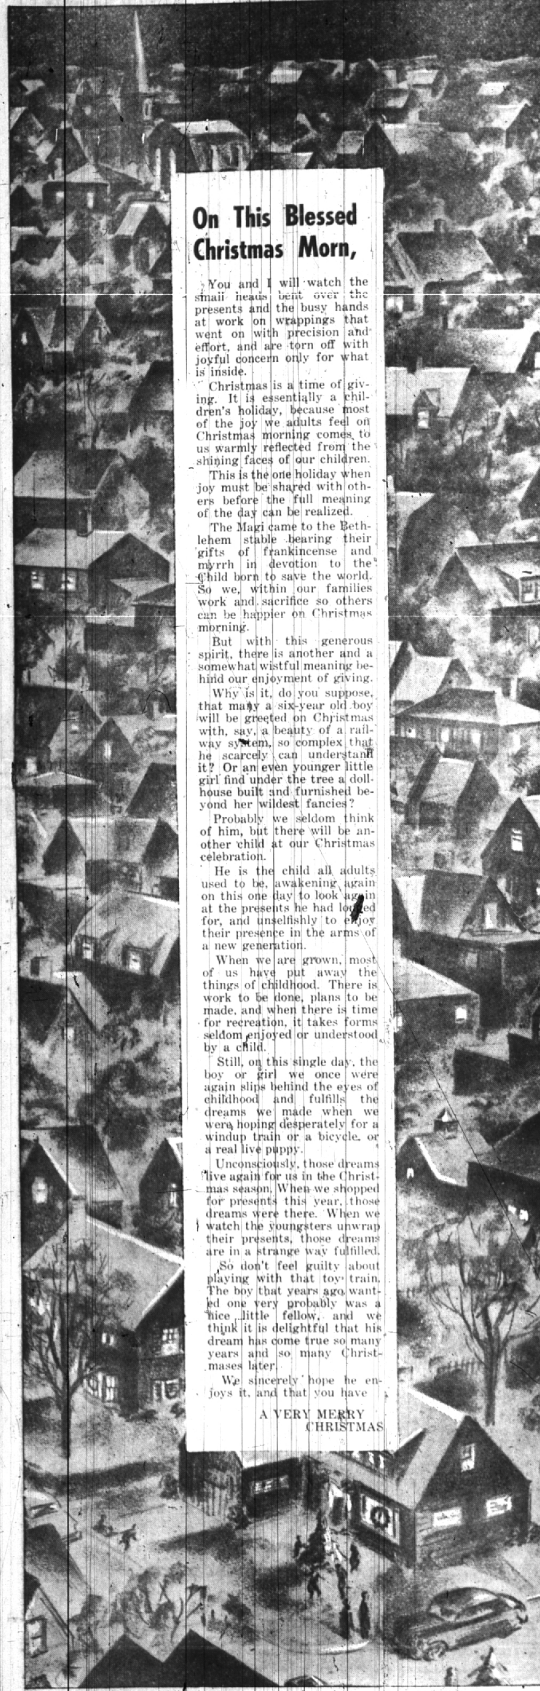 On This Blessed
Christmas Morn,
You and I will watch the
small heads bent over the
presents and the busy hands
at work on wrappings that
went on with precision and
effort, and are torn off with
joyful concern only for what
is inside.
Christmas is a time of giv-
ing. It is essentially a chil-
dren's holiday, because most
of the joy we adults feel on
Christmas morning comes to
us warmly reflected from the
shining faces of our children.
This is the one holiday when
joy must be shared with oth-
ers before the full meaning
of the day can be realized.
The Magi came to the Beth-
lehem stable bearing their
gifts of frankincense and
myrrh in devotion to the
Child born to save the world.
So we, within our families
work and sacrifice so others
can be happier on Christmas
morning.
But with this generous
spirit, there is another and a
somewhat wistful meaning be-
hind our enjoyment of giving.
Why is it, do you suppose,
that many a six-year old boy
will be greeted on Christmas
with, say, a beauty of a rail-
way system, so complex that
he scarcely can understand
it? Or an even younger little
girl find under the tree a doll-
house built and furnished be-
yond her wildest fancies?
Probably we seldom think
of him, but there will be an-
other child at our Christmas
celebration.
He is the child all adults
used to be, awakening again
on this one day to look again
at the presents he had longed
for, and unselfishly to enjoy
their presence in the arms of
a new generation.
When we are grown, most
of us have put away the
things of childhood. There is
work to be done, plans to be
made, and when there is time
for recreation, it takes forms
seldom enjoyed or understood
by a child.
Still, on this single day, the
boy or girl we once were
again slips behind the eyes of
childhood and fulfills the
dreams we made when we
were hoping desperately for a
windup train or a bicycle, or
a real live puppy.
Unconsciously, those dreams
live again for us in the Christ-
mas season. When we shopped
for presents this year, those
dreams were there. When we
watch the youngsters unwrap
their presents, those dreams
are in a strange way fulfilled.
So don't feel guilty about
playing with that toy train.
The boy that years ago want-
ed one very probably was a
nice little fellow, and we
think it is delightful that his
dream has come true so many
years and so many Christ-
mases later.
We sincerely hope he en-
joys it, and that you have
A VERY MERRY
CHRISTMAS